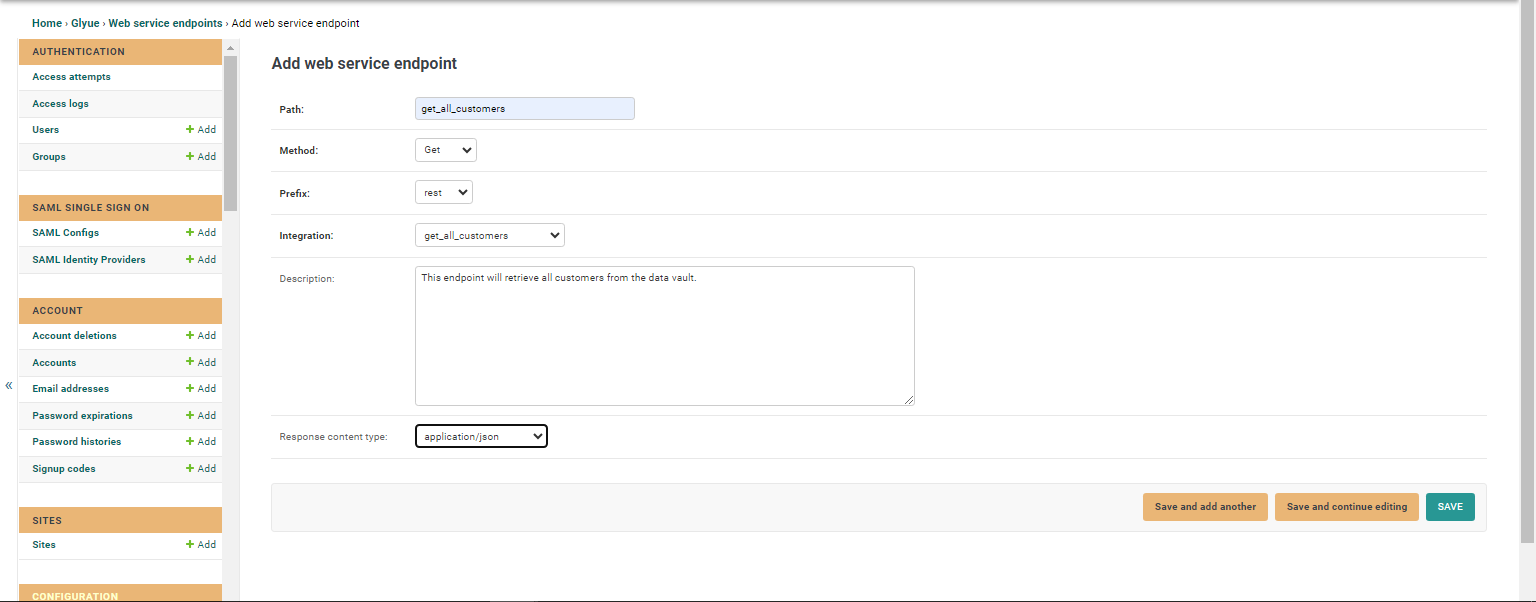 Home › Glyue › Web service endpoints › Add web service endpoint
AUTHENTICATION
Access attempts
Access logs
Users + Add
Groups + Add
SAML SINGLE SIGN ON
SAML Configs + Add
SAML Identity Providers + Add
ACCOUNT
Account deletions + Add
Accounts + Add
Email addresses + Add
Password expirations + Add
Password histories + Add
Signup codes + Add
SITES
Sites + Add
CONFIGURATION
«
Add web service endpoint
Path: get_all_customers
Method: Get
Prefix: rest
Integration: get_all_customers
Description: This endpoint will retrieve all customers from the data vault.
Response content type: application/json
Save and add another Save and continue editing SAVE